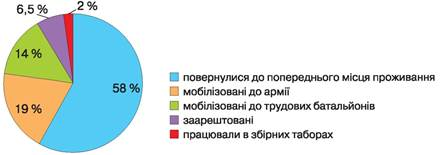 6,5 %
2 %
14 %
58 %
19 %
повернулися до попереднього місця проживання
мобілізовані до армії
мобілізовані до трудових батальйонів
заарештовані
працювали в збірних таборах